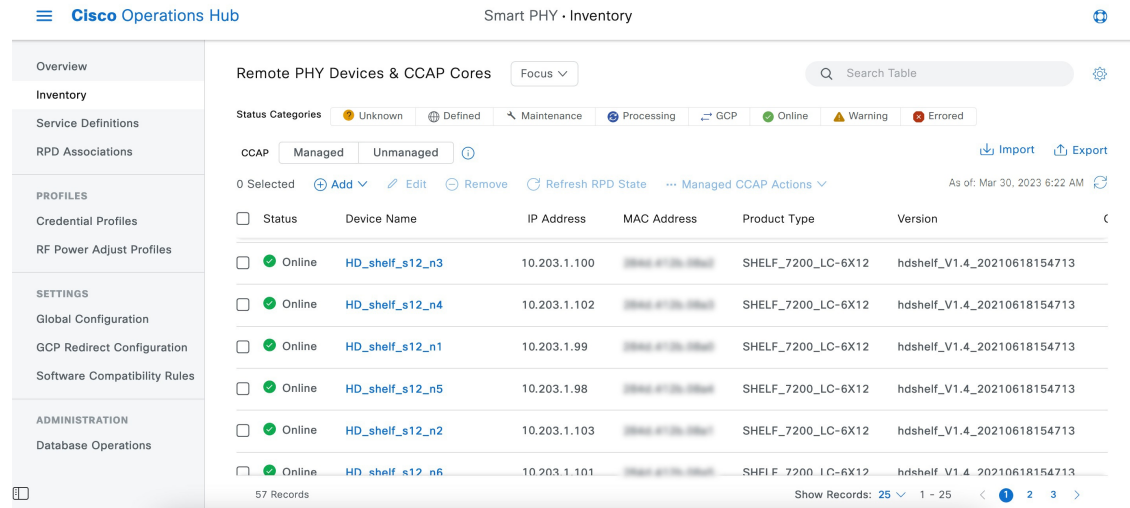 Cisco Operations Hub Smart PHY · Inventory
Overview
Inventory
Service Definitions
RPD Associations
PROFILES
Credential Profiles
RF Power Adjust Profiles
SETTINGS
Global Configuration
GCP Redirect Configuration
Software Compatibility Rules
ADMINISTRATION
Database Operations
Remote PHY Devices & CCAP Cores Focus Search Table
Status Categories ? Unknown Defined Maintenance Processing GCP Online Warning Errored
CCAP Managed Unmanaged Import Export
0 Selected Add Edit Remove Refresh RPD State ··· Managed CCAP Actions As of: Mar 30, 2023 6:22 AM
Status Device Name IP Address MAC Address Product Type Version
Online HD_shelf_s12_n3 10.203.1.100 SHELF_7200_LC-6X12 hdshelf_V1.4_20210618154713
Online HD_shelf_s12_n4 10.203.1.102 SHELF_7200_LC-6X12 hdshelf_V1.4_20210618154713
Online HD_shelf_s12_n1 10.203.1.99 SHELF_7200_LC-6X12 hdshelf_V1.4_20210618154713
Online HD_shelf_s12_n5 10.203.1.98 SHELF_7200_LC-6X12 hdshelf_V1.4_20210618154713
Online HD_shelf_s12_n2 10.203.1.103 SHELF_7200_LC-6X12 hdshelf_V1.4_20210618154713
Online HD_shelf_s12_n6 10.203.1.101 SHELF_7200_LC-6X12 hdshelf_V1.4_20210618154713
57 Records Show Records: 25 1 - 25 1 2 3